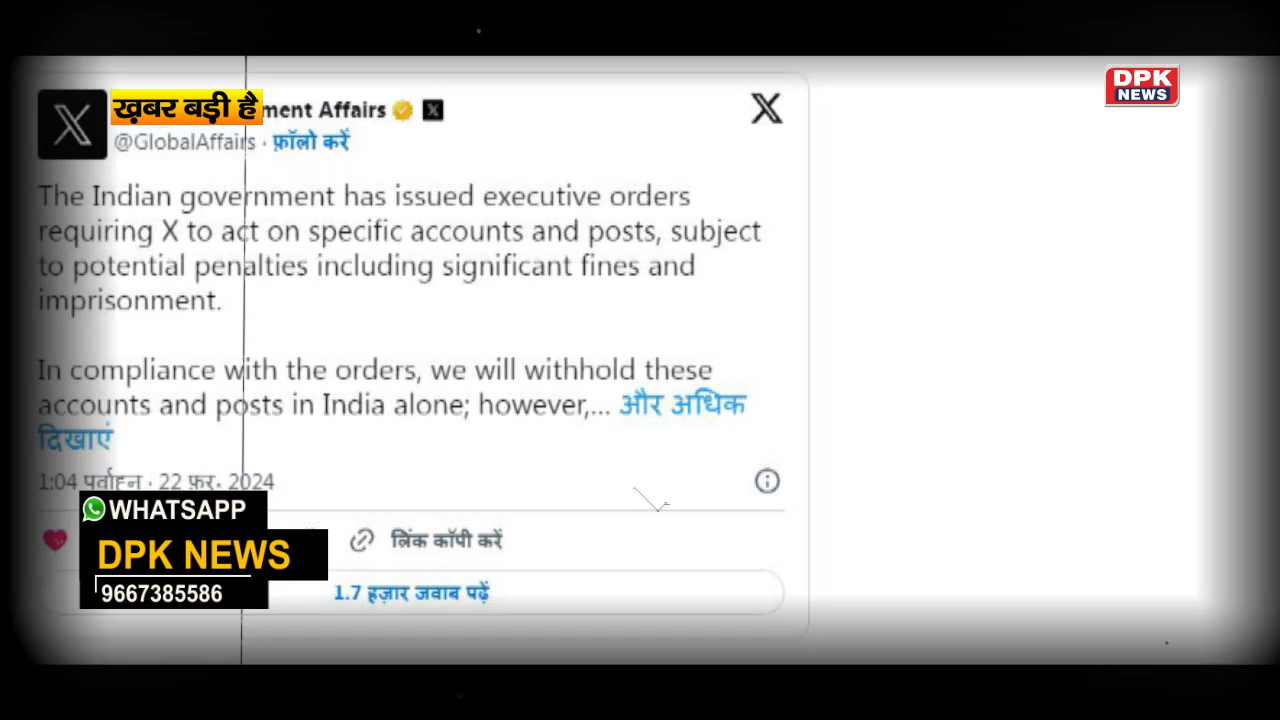 DPK
NEWS
ख़बर बड़ी है
ment Affairs
@GlobalAffairs · फ़ॉलो करें
The Indian government has issued executive orders
requiring X to act on specific accounts and posts, subject
to potential penalties including significant fines and
imprisonment.
In compliance with the orders, we will withhold these
accounts and posts in India alone; however,... और अधिक
दिखाएं
1:04 पूर्वाह्न · 22 फ़र. 2024
WHATSAPP
DPK NEWS
9667385586
लिंक कॉपी करें
1.7 हज़ार जवाब पढ़ें